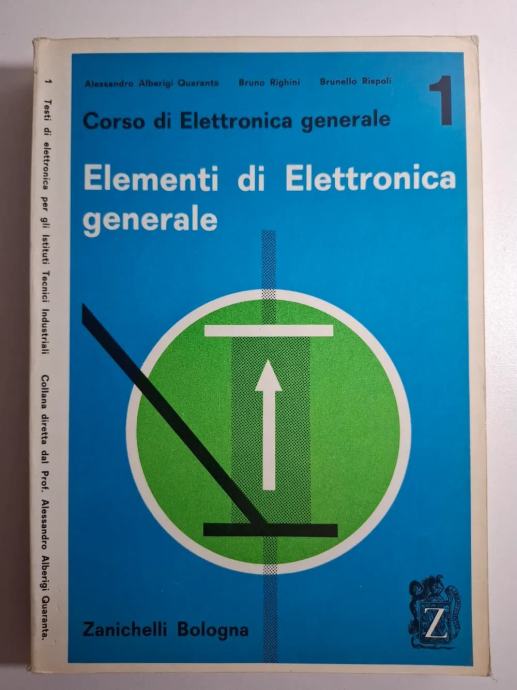 Alessandro Alberigi Quaranta Bruno Righini Brunello Rispoli
1
Corso di Elettronica generale
Elementi di Elettronica
generale
Zanichelli Bologna
Z
1 Testi di elettronica per gli Istituti Tecnici Industriali Collana diretta dal Prof. Alessandro Alberigi Quaranta.